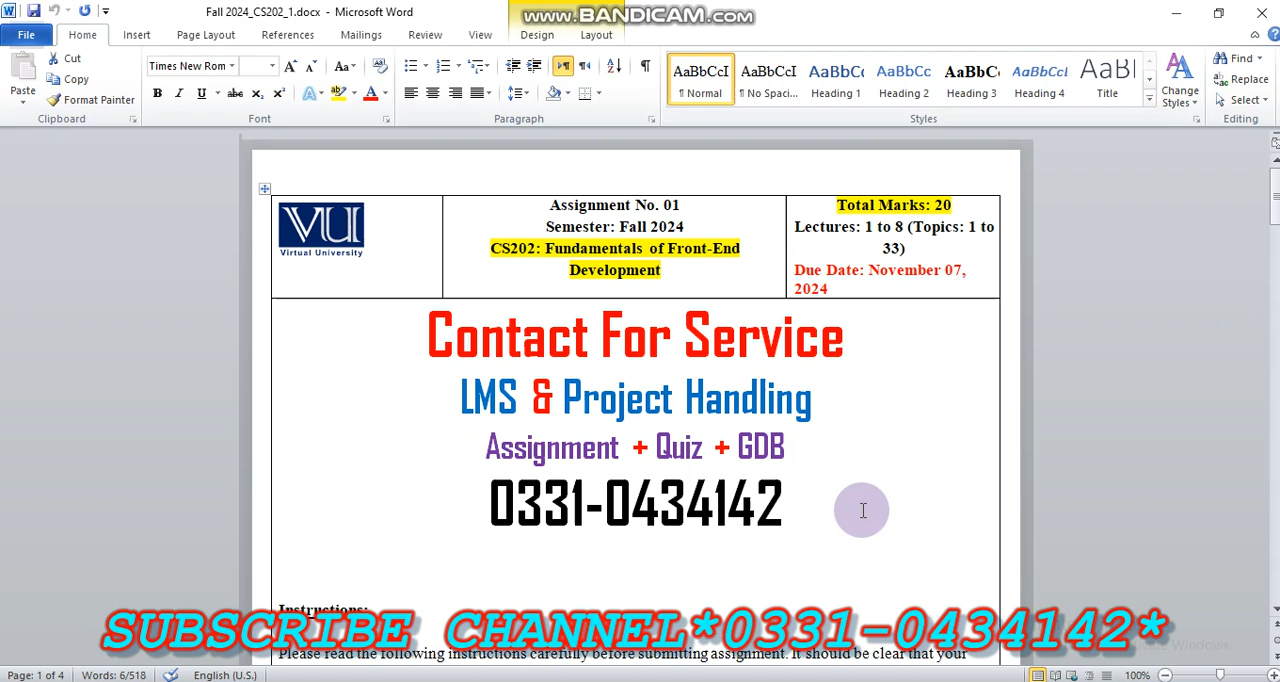 Fall 2024_CS202_1.docx - Microsoft Word
www.BANDICAM.com
File Home Insert Page Layout References Mailings Review View Design Layout
Paste
Cut
Copy
Format Painter
Clipboard
Times New Rom
Font
Paragraph
AaBbCcI AaBbCcI AaBbCc AaBbCc AaBbC AaBbCcI AaB
¶ Normal ¶ No Spaci... Heading 1 Heading 2 Heading 3 Heading 4 Title
Change Styles
Styles
Find
Replace
Select
Editing
VU
Virtual University
Assignment No. 01
Semester: Fall 2024
CS202: Fundamentals of Front-End
Development
Total Marks: 20
Lectures: 1 to 8 (Topics: 1 to
33)
Due Date: November 07,
2024
Contact For Service
LMS & Project Handling
Assignment + Quiz + GDB
0331-0434142
Instructions:
SUBSCRIBE CHANNEL*0331-0434142*
Please read the following instructions carefully before submitting assignment. It should be clear that your
Page: 1 of 4 Words: 6/518 English (U.S.) 100%